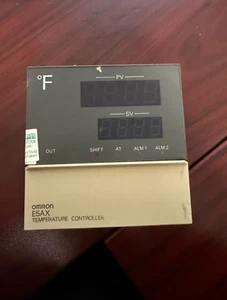 °F
PV
SV
OUT SHIFT AT ALM 1 ALM 2
OMRON
E5AX
TEMPERATURE CONTROLLER